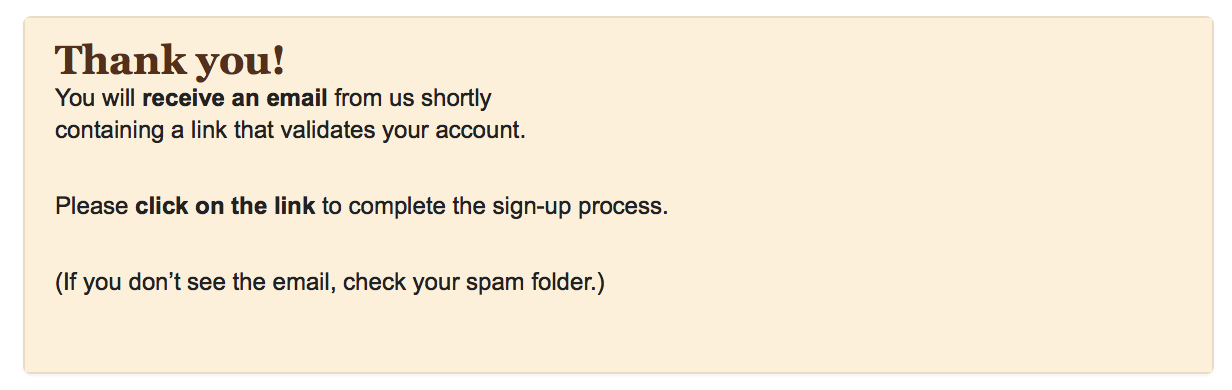 Thank you!
You will receive an email from us shortly
containing a link that validates your account.
Please click on the link to complete the sign-up process.
(If you don’t see the email, check your spam folder.)